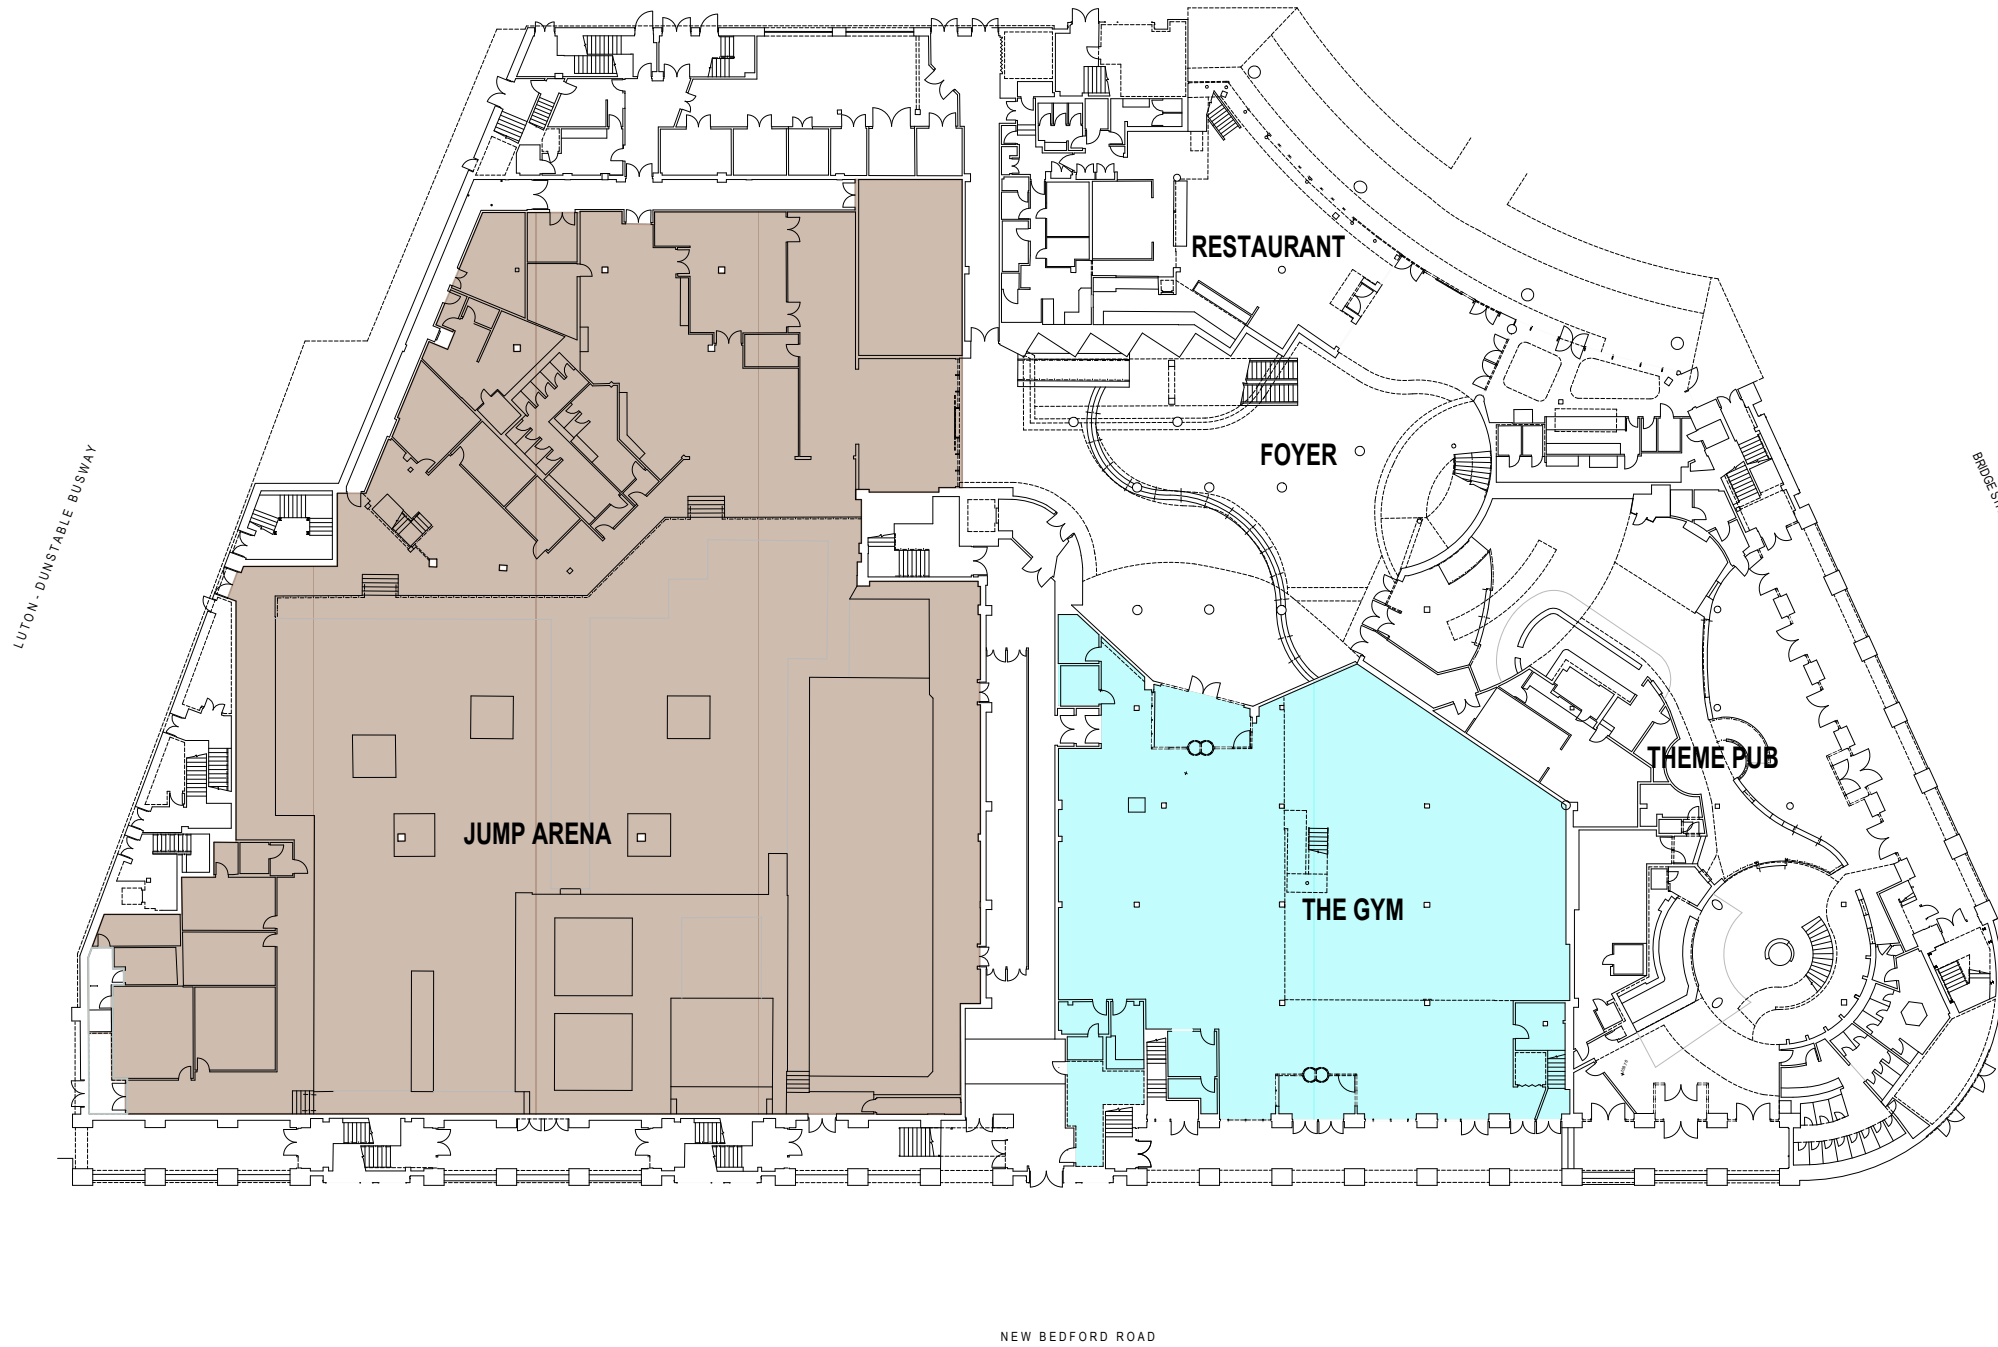 RESTAURANT
FOYER
LUTON - DUNSTABLE BUSWAY
THEME PUB
JUMP ARENA
THE GYM
NEW BEDFORD ROAD